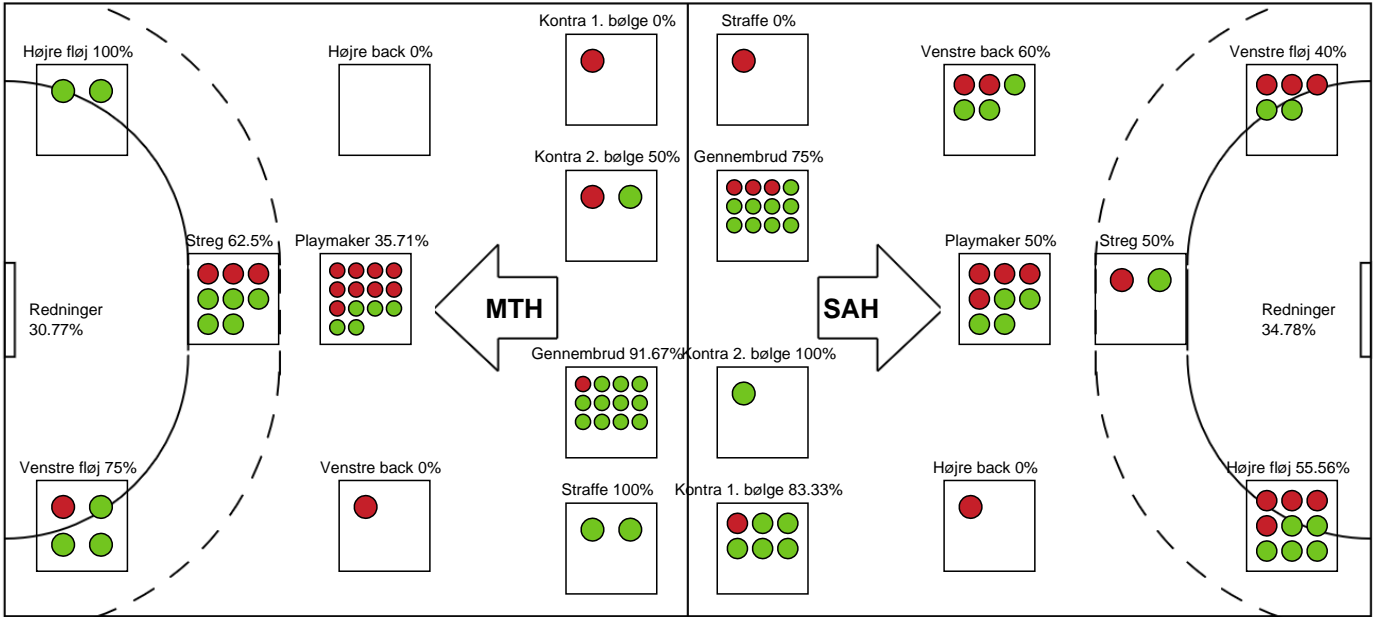 Kontra 1. bølge 0%
Straffe 0%
Højre fløj 100%
Højre back 0%
Venstre back 60%
Venstre fløj 40%
Kontra 2. bølge 50%
Gennembrud 75%
Streg 62.5%
Playmaker 35.71%
Playmaker 50%
Streg 50%
MTH
SAH
Redninger
30.77%
Redninger
34.78%
Gennembrud 91.67%
Kontra 2. bølge 100%
Venstre fløj 75%
Venstre back 0%
Højre back 0%
Højre fløj 55.56%
Straffe 100%
Kontra 1. bølge 83.33%